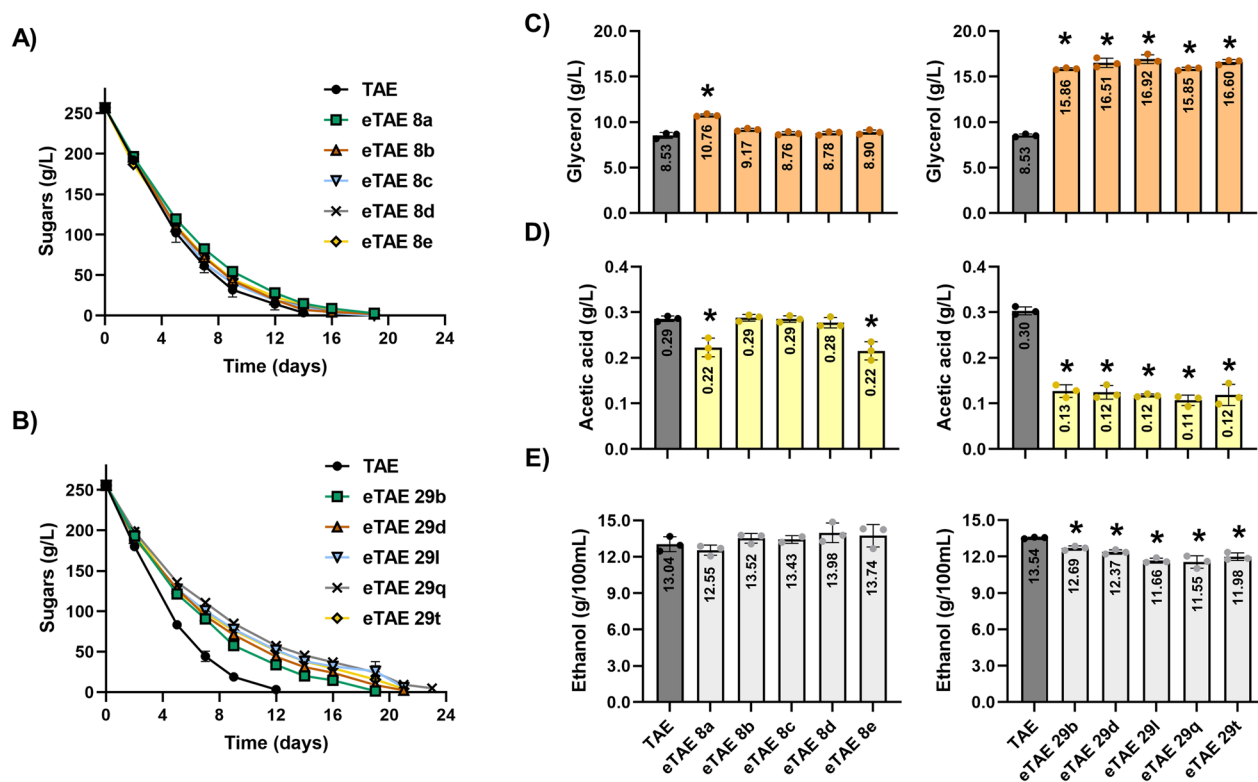 A)
Sugars (g/L)
250
200
150
100
50
0
0 4 8 12 16 20 24
Time (days)
TAE
eTAE 8a
eTAE 8b
eTAE 8c
eTAE 8d
eTAE 8e
B)
Sugars (g/L)
250
200
150
100
50
0
0 4 8 12 16 20 24
Time (days)
TAE
eTAE 29b
eTAE 29d
eTAE 29l
eTAE 29q
eTAE 29t
C)
Glycerol (g/L)
20.0
15.0
10.0
5.0
0.0
*
8.53 10.76 9.17 8.76 8.78 8.90
Glycerol (g/L)
20.0
15.0
10.0
5.0
0.0
* * * * *
8.53 15.86 16.51 16.92 15.85 16.60
D)
Acetic acid (g/L)
0.4
0.3
0.2
0.1
0.0
* *
0.29 0.22 0.29 0.29 0.28 0.22
Acetic acid (g/L)
0.4
0.3
0.2
0.1
0.0
* * * * *
0.30 0.13 0.12 0.12 0.11 0.12
E)
Ethanol (g/100mL)
15.0
12.0
9.0
6.0
3.0
0.0
13.04 12.55 13.52 13.43 13.98 13.74
TAE eTAE 8a eTAE 8b eTAE 8c eTAE 8d eTAE 8e
Ethanol (g/100mL)
15.0
12.0
9.0
6.0
3.0
0.0
* * * * *
13.54 12.69 12.37 11.66 11.55 11.98
TAE eTAE 29b eTAE 29d eTAE 29l eTAE 29q eTAE 29t